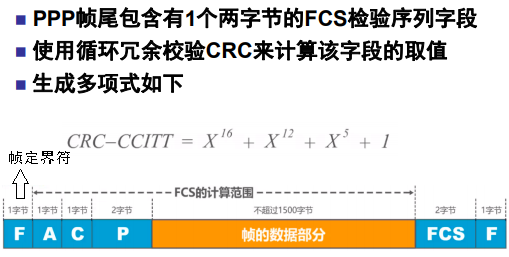 PPP帧尾包含有1个两字节的FCS检验序列字段
使用循环冗余校验CRC来计算该字段的取值
生成多项式如下
CRC-CCITT = X^16 + X^12 + X^5 + 1
帧定界符
FCS的计算范围
1字节 1字节 1字节 2字节 不超过1500字节 2字节 1字节
F A C P 帧的数据部分 FCS F